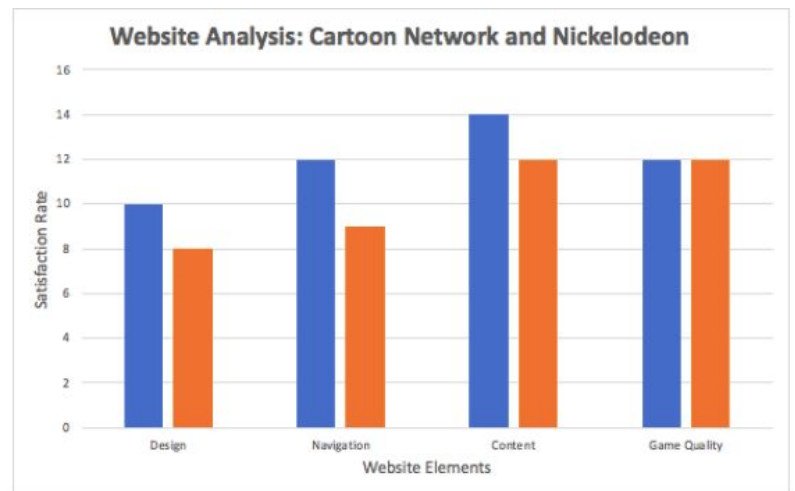 Website Analysis: Cartoon Network and Nickelodeon
16
14
12
10
8
6
4
2
0
Satisfaction Rate
Design Navigation Content Game Quality
Website Elements